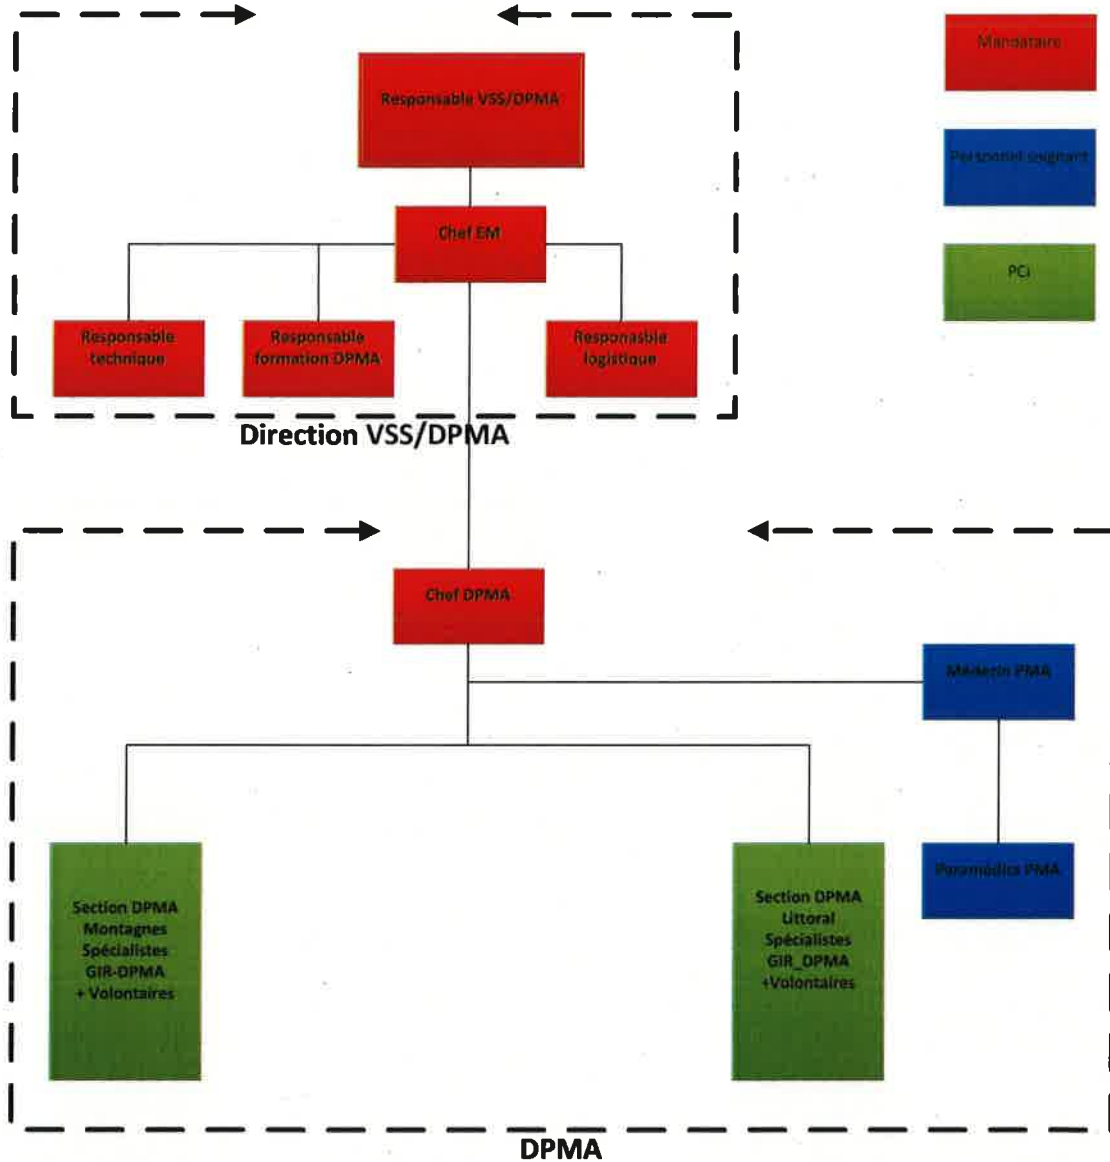 Mandataire
Responsable VSS/DPMA
Personnel soignant
Chef EM
PCi
Responsable
technique
Responsable
formation DPMA
Responasble
logistique
Direction VSS/DPMA
Chef DPMA
Médecin PMA
Paramédics PMA
Section DPMA
Montagnes
Spécialistes
GIR-DPMA
+ Volontaires
Section DPMA
Littoral
Spécialistes
GIR_DPMA
+Volontaires
DPMA